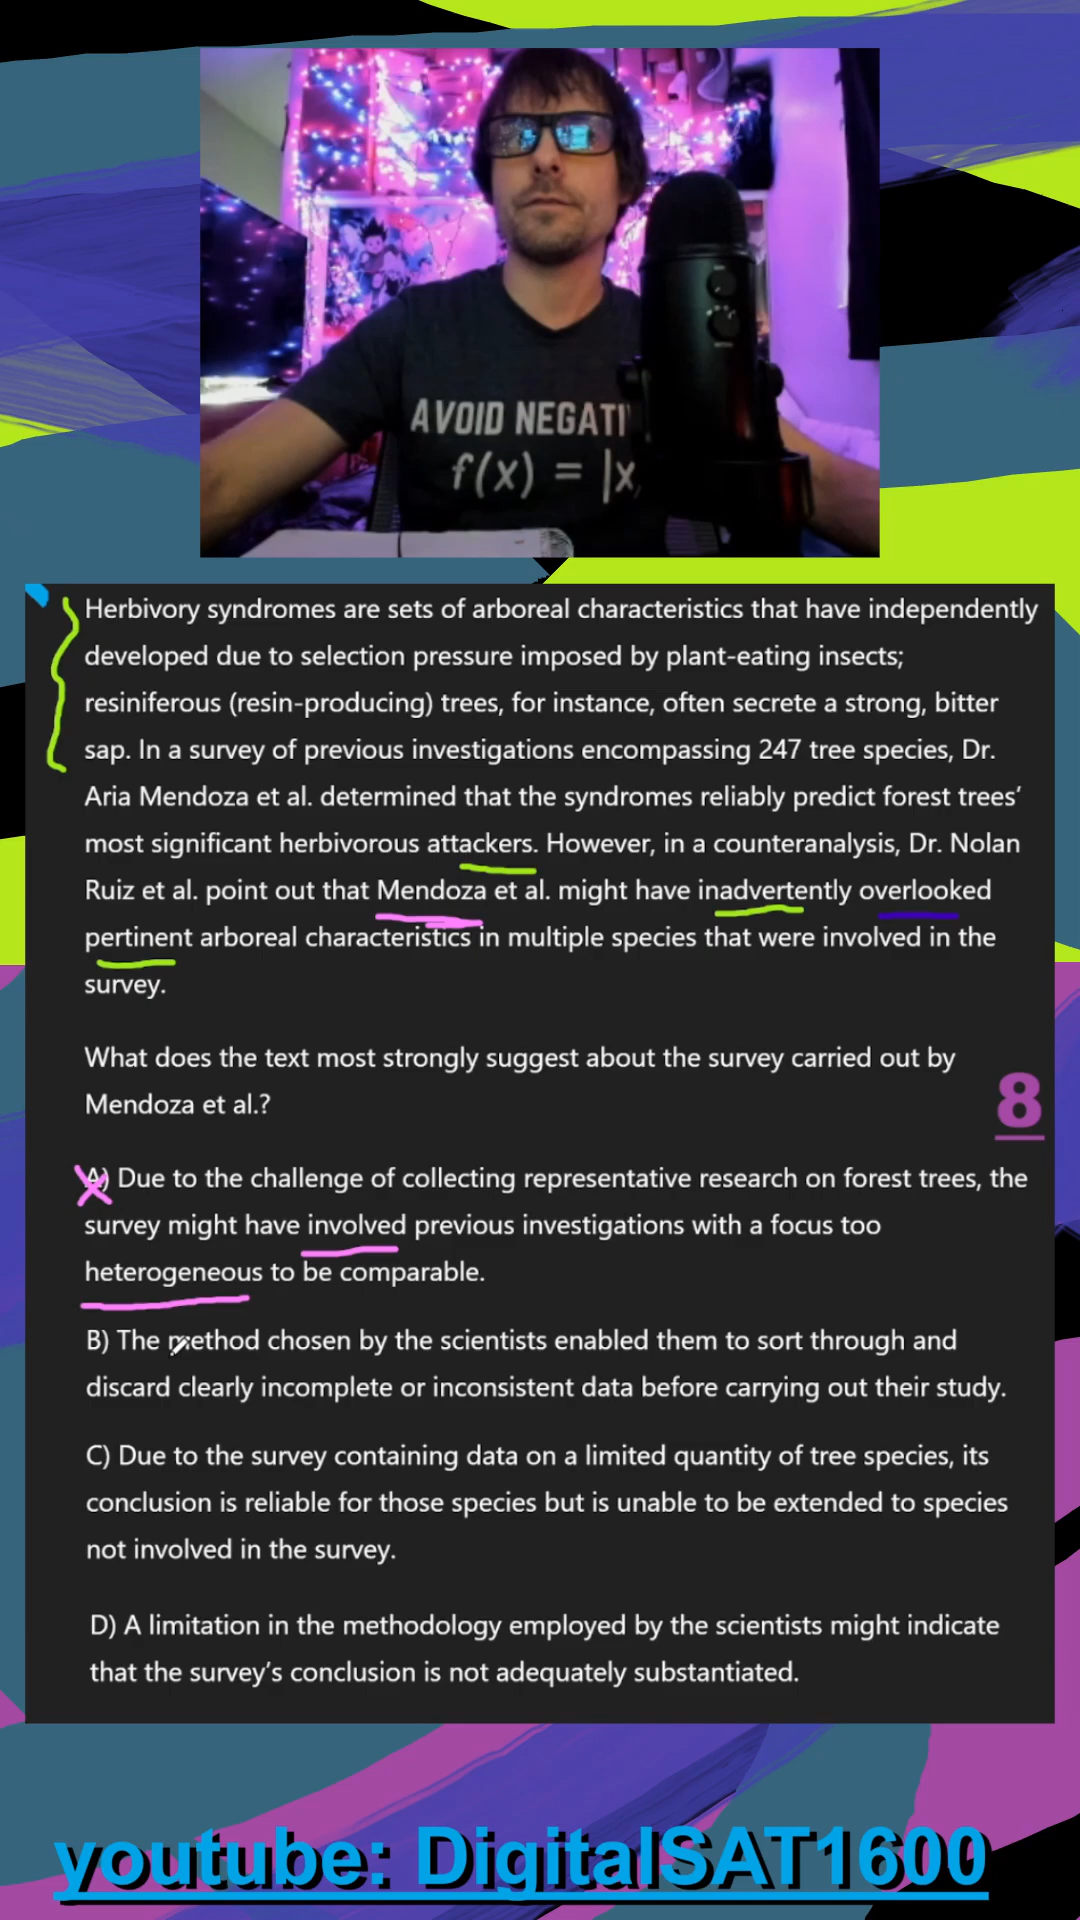 AVOID NEGATI
f(x) = |x
Herbivory syndromes are sets of arboreal characteristics that have independently
developed due to selection pressure imposed by plant-eating insects;
resiniferous (resin-producing) trees, for instance, often secrete a strong, bitter
sap. In a survey of previous investigations encompassing 247 tree species, Dr.
Aria Mendoza et al. determined that the syndromes reliably predict forest trees'
most significant herbivorous attackers. However, in a counteranalysis, Dr. Nolan
Ruiz et al. point out that Mendoza et al. might have inadvertently overlooked
pertinent arboreal characteristics in multiple species that were involved in the
survey.
What does the text most strongly suggest about the survey carried out by
Mendoza et al.?
8
A) Due to the challenge of collecting representative research on forest trees, the
survey might have involved previous investigations with a focus too
heterogeneous to be comparable.
B) The method chosen by the scientists enabled them to sort through and
discard clearly incomplete or inconsistent data before carrying out their study.
C) Due to the survey containing data on a limited quantity of tree species, its
conclusion is reliable for those species but is unable to be extended to species
not involved in the survey.
D) A limitation in the methodology employed by the scientists might indicate
that the survey's conclusion is not adequately substantiated.
youtube: DigitalSAT1600